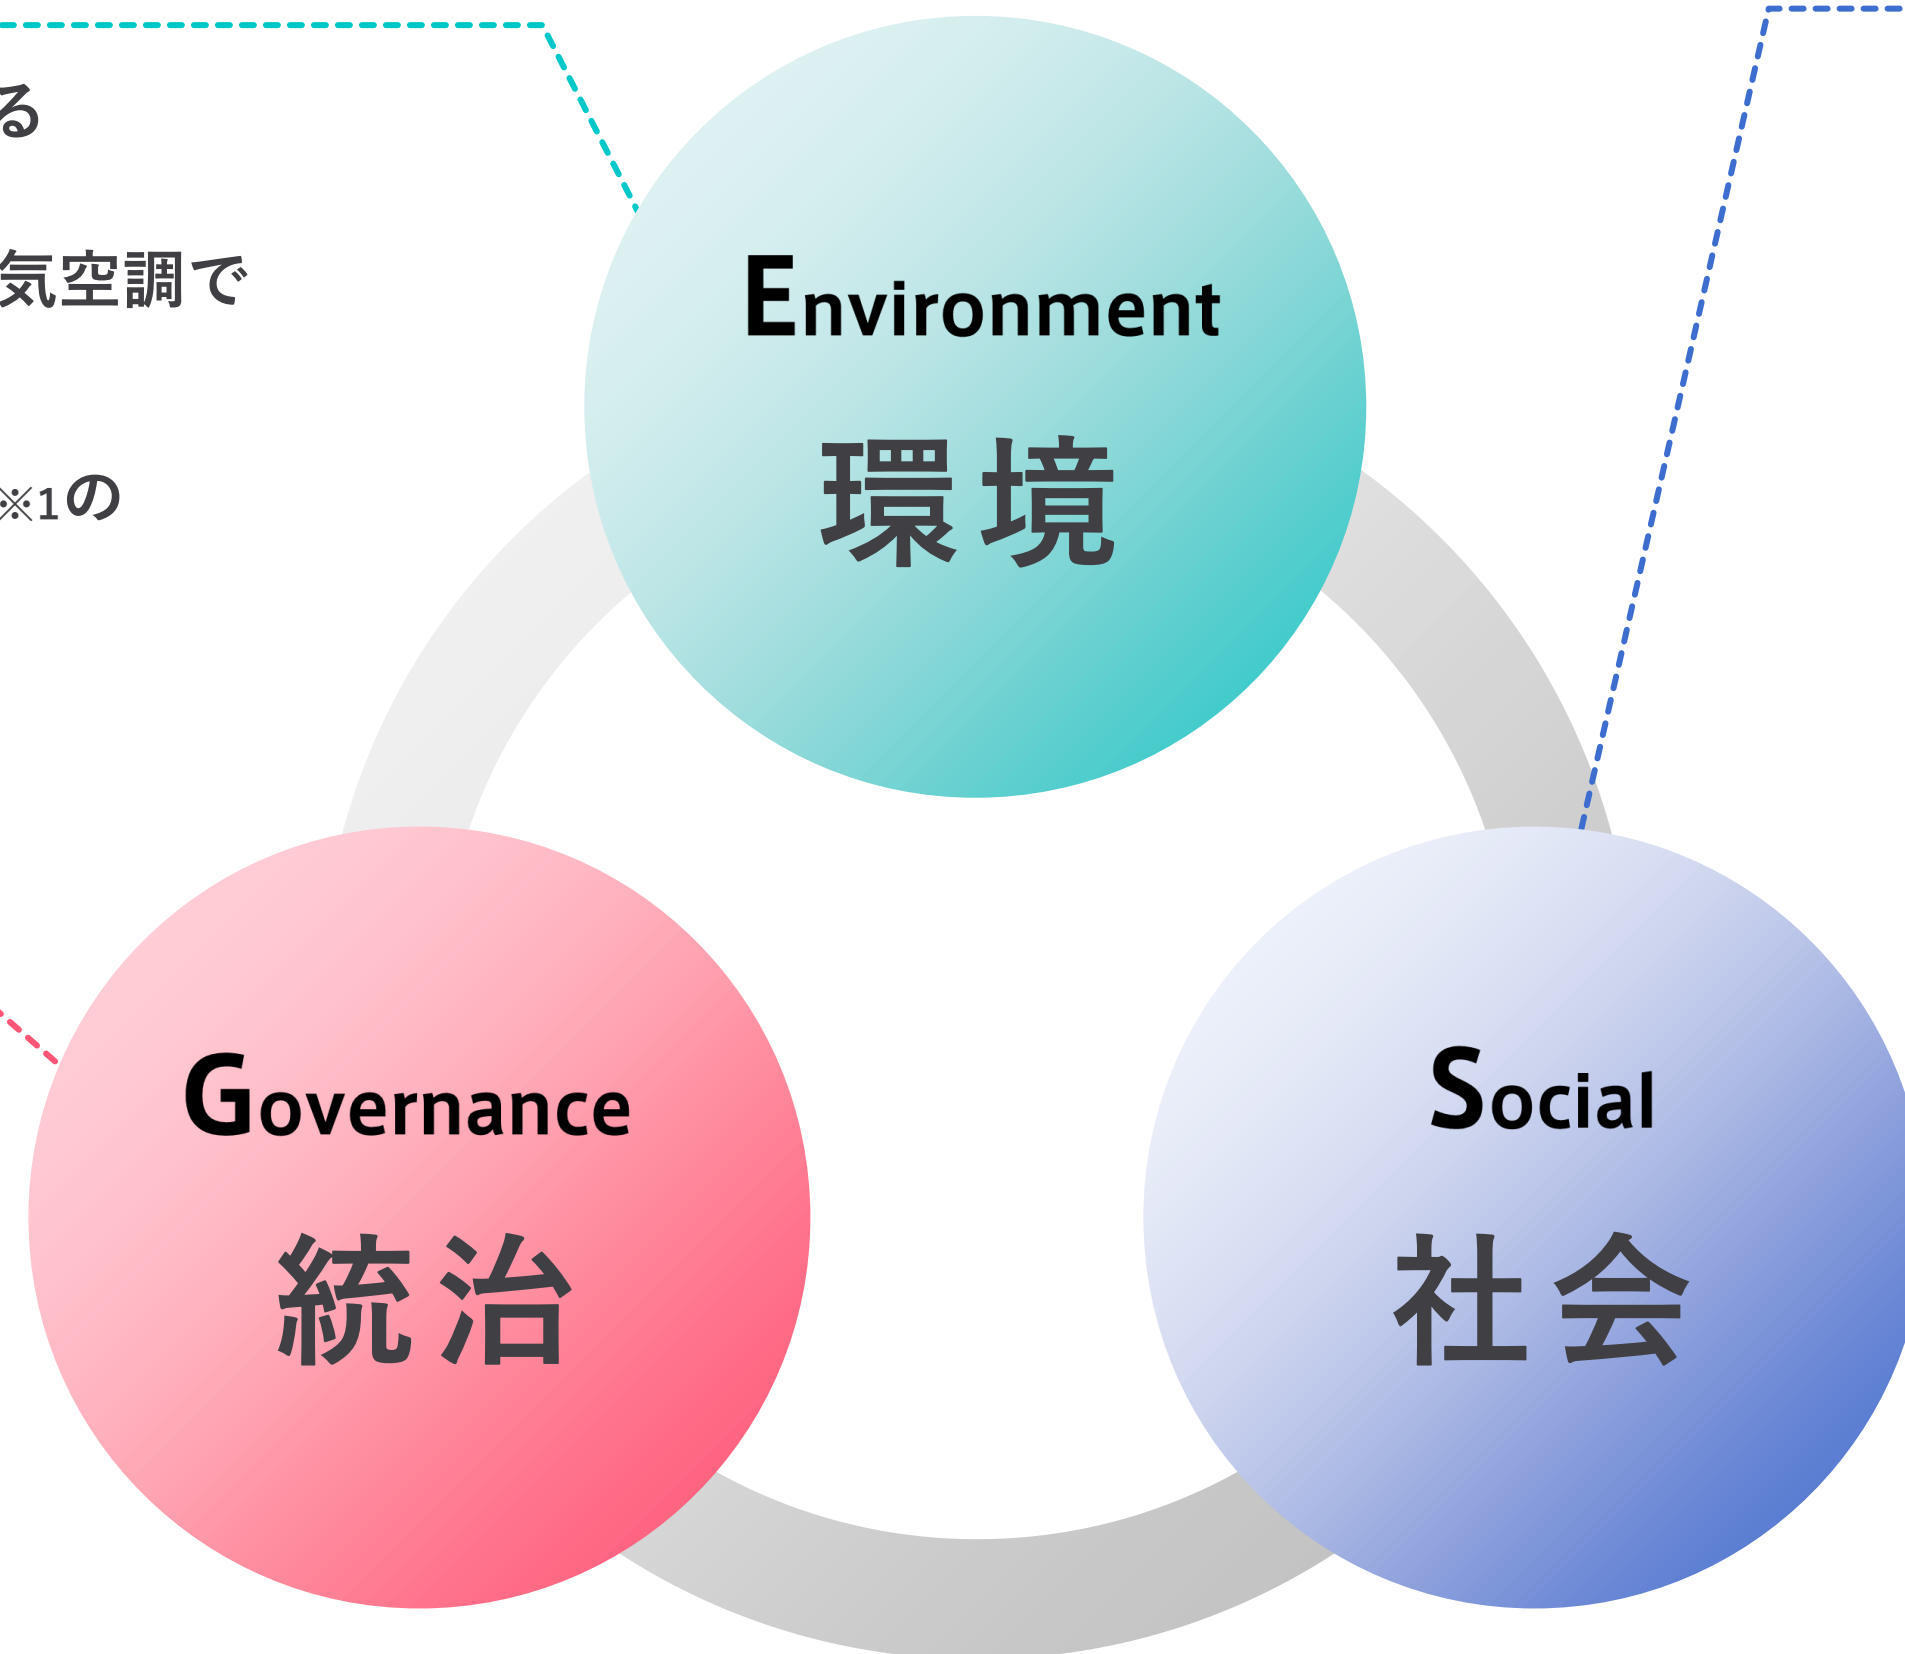 る
気空調で
※1の
Environment
環境
Governance
統治
Social
社会